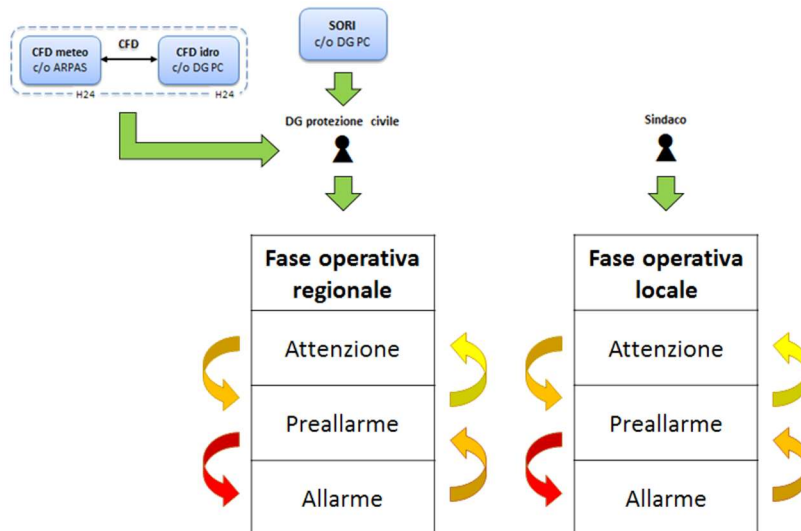 CFD meteo
c/o ARPAS
CFD
CFD idro
c/o DG PC
H24
H24
SORI
c/o DG PC
DG protezione civile
Sindaco
Fase operativa
regionale
Attenzione
Preallarme
Allarme
Fase operativa
locale
Attenzione
Preallarme
Allarme